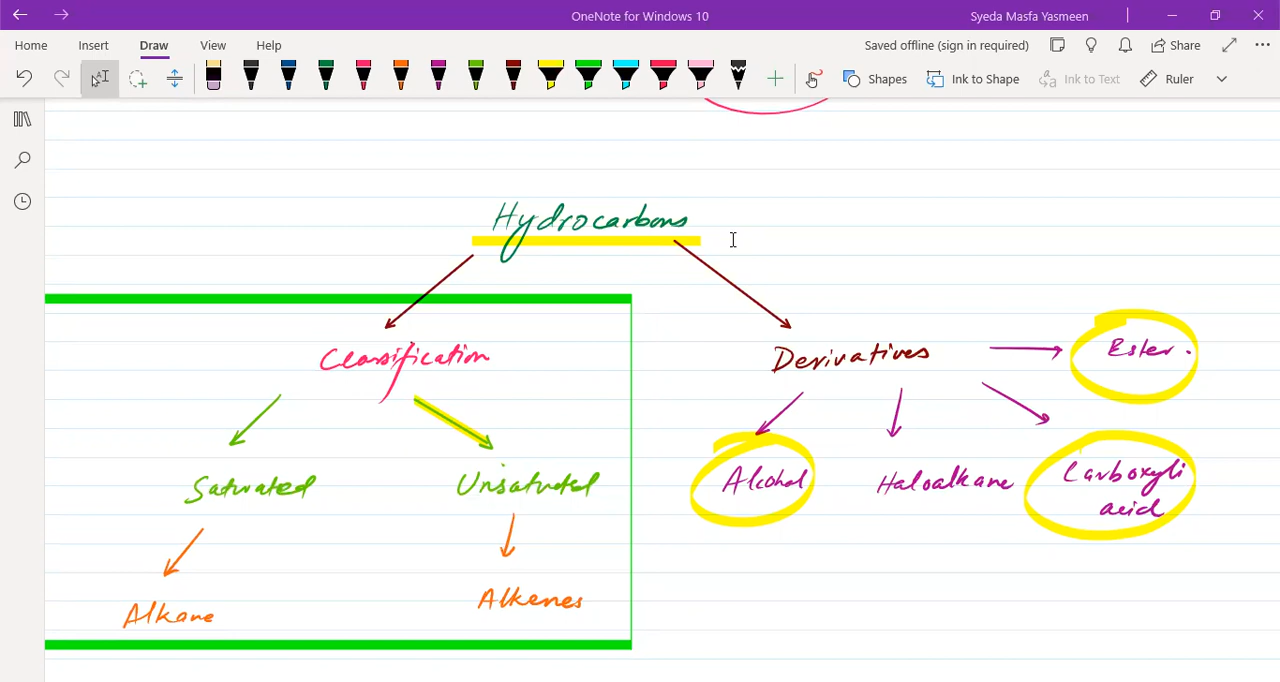 OneNote for Windows 10
Syeda Masfa Yasmeen
Home Insert Draw View Help
Saved offline (sign in required) Share
Shapes Ink to Shape Ink to Text Ruler
Hydrocarbons
Classification
Derivatives
Ester.
Saturated
Unsatuted
Alcohol
Haloalkane
Carboxyli
acid
Alkane
Alkenes